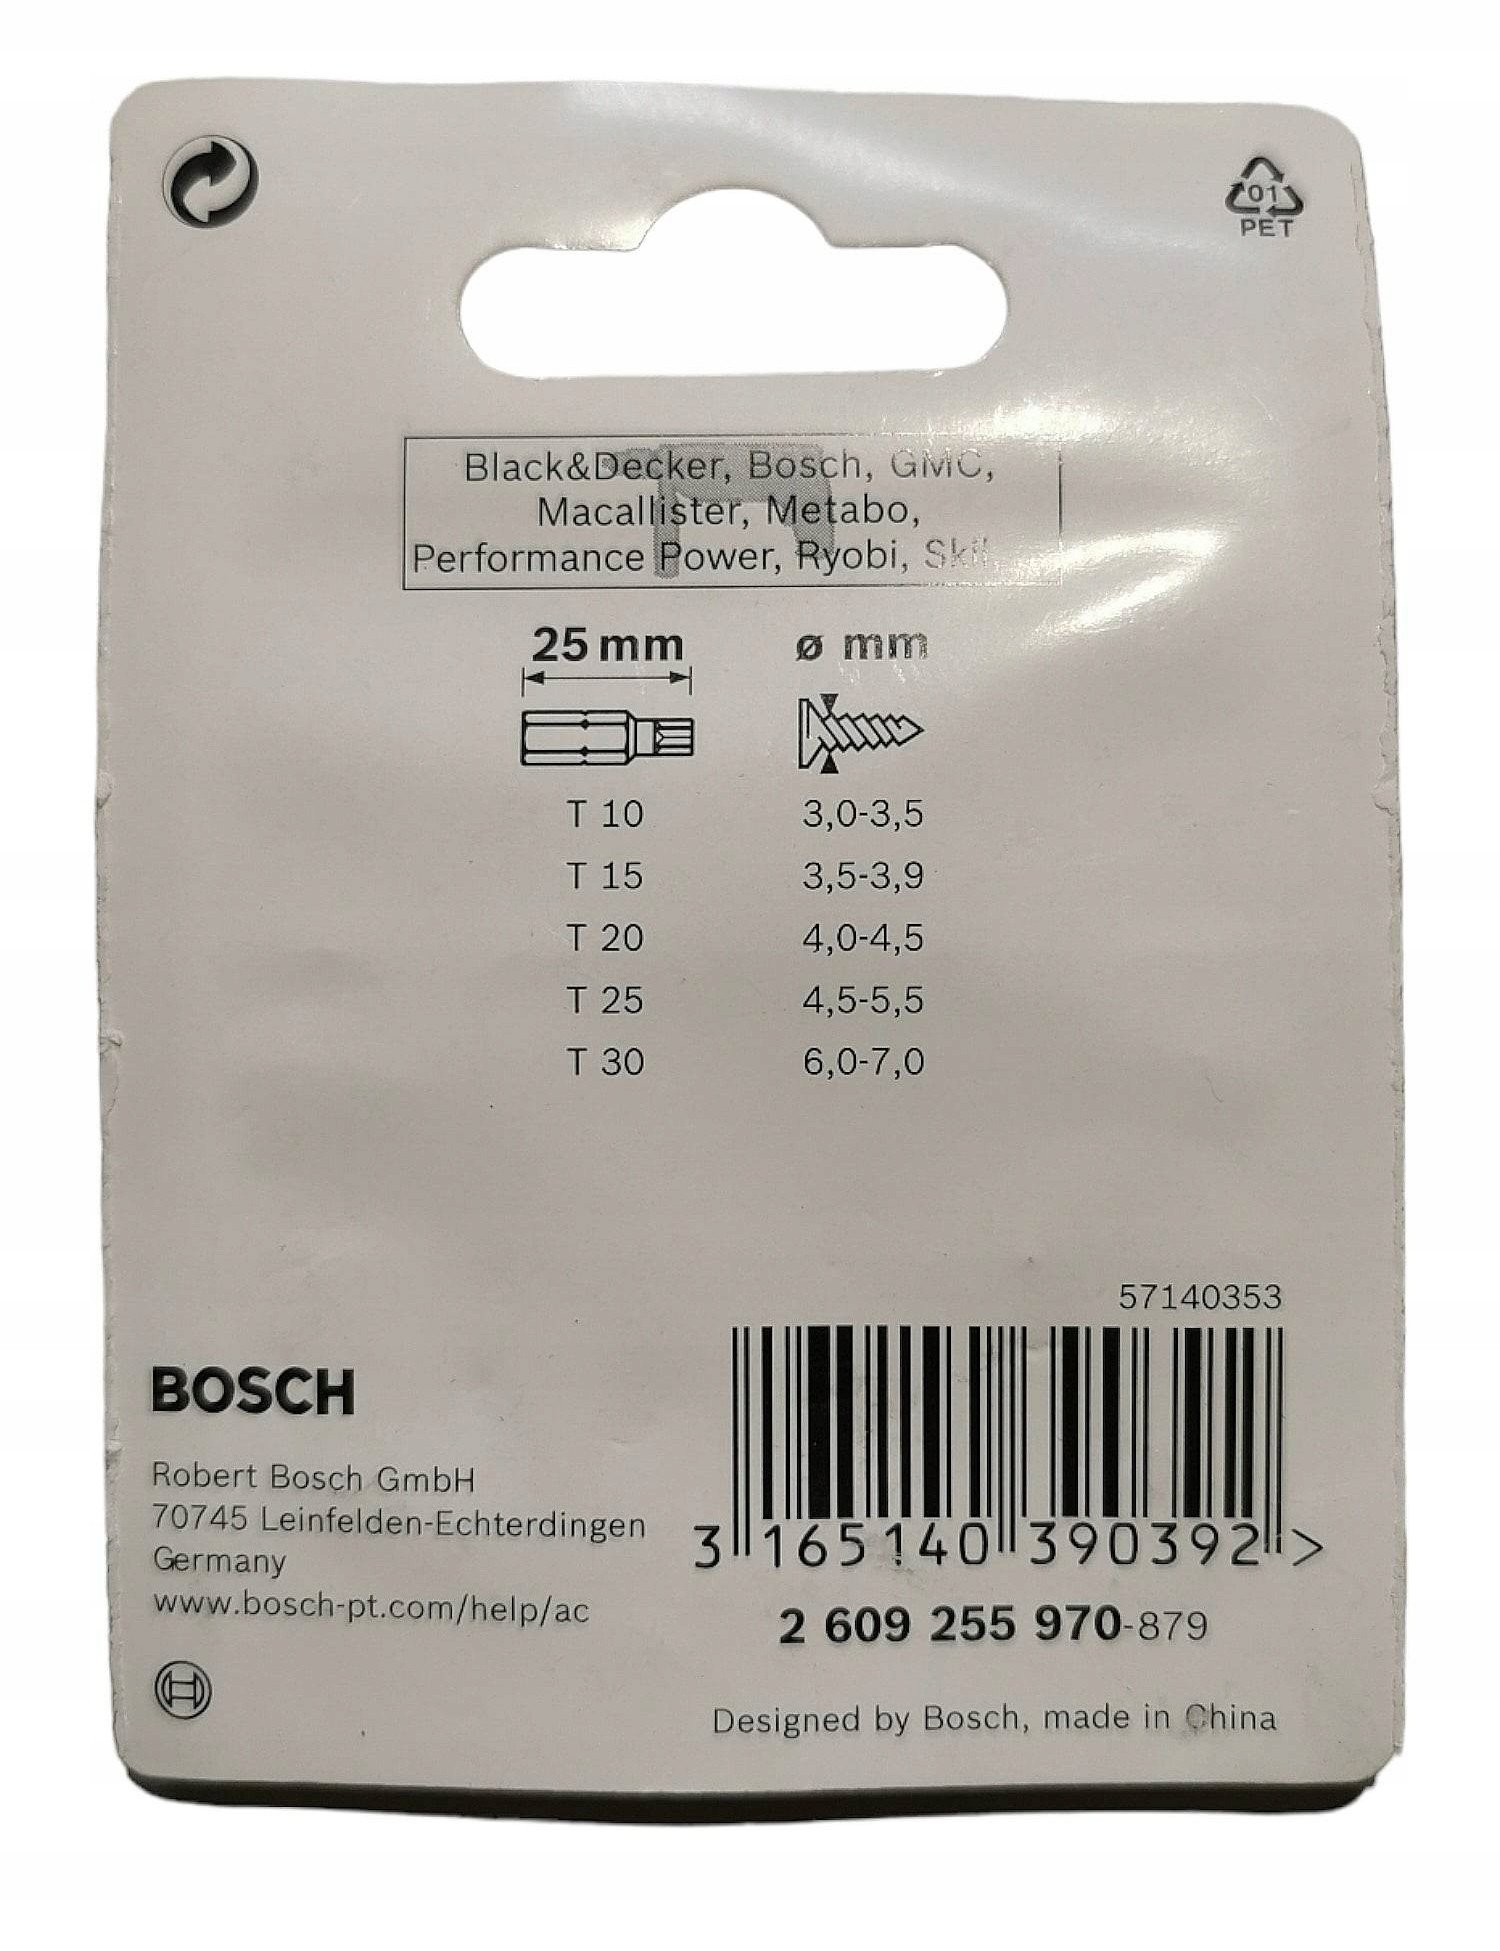 01
PET
Black&Decker, Bosch, GMC,
Macallister, Metabo,
Performance Power, Ryobi, Skil
25 mm ø mm
T 10 3,0-3,5
T 15 3,5-3,9
T 20 4,0-4,5
T 25 4,5-5,5
T 30 6,0-7,0
57140353
BOSCH
Robert Bosch GmbH
70745 Leinfelden-Echterdingen
Germany
www.bosch-pt.com/help/ac
3 165140 390392 >
2 609 255 970-879
Designed by Bosch, made in China